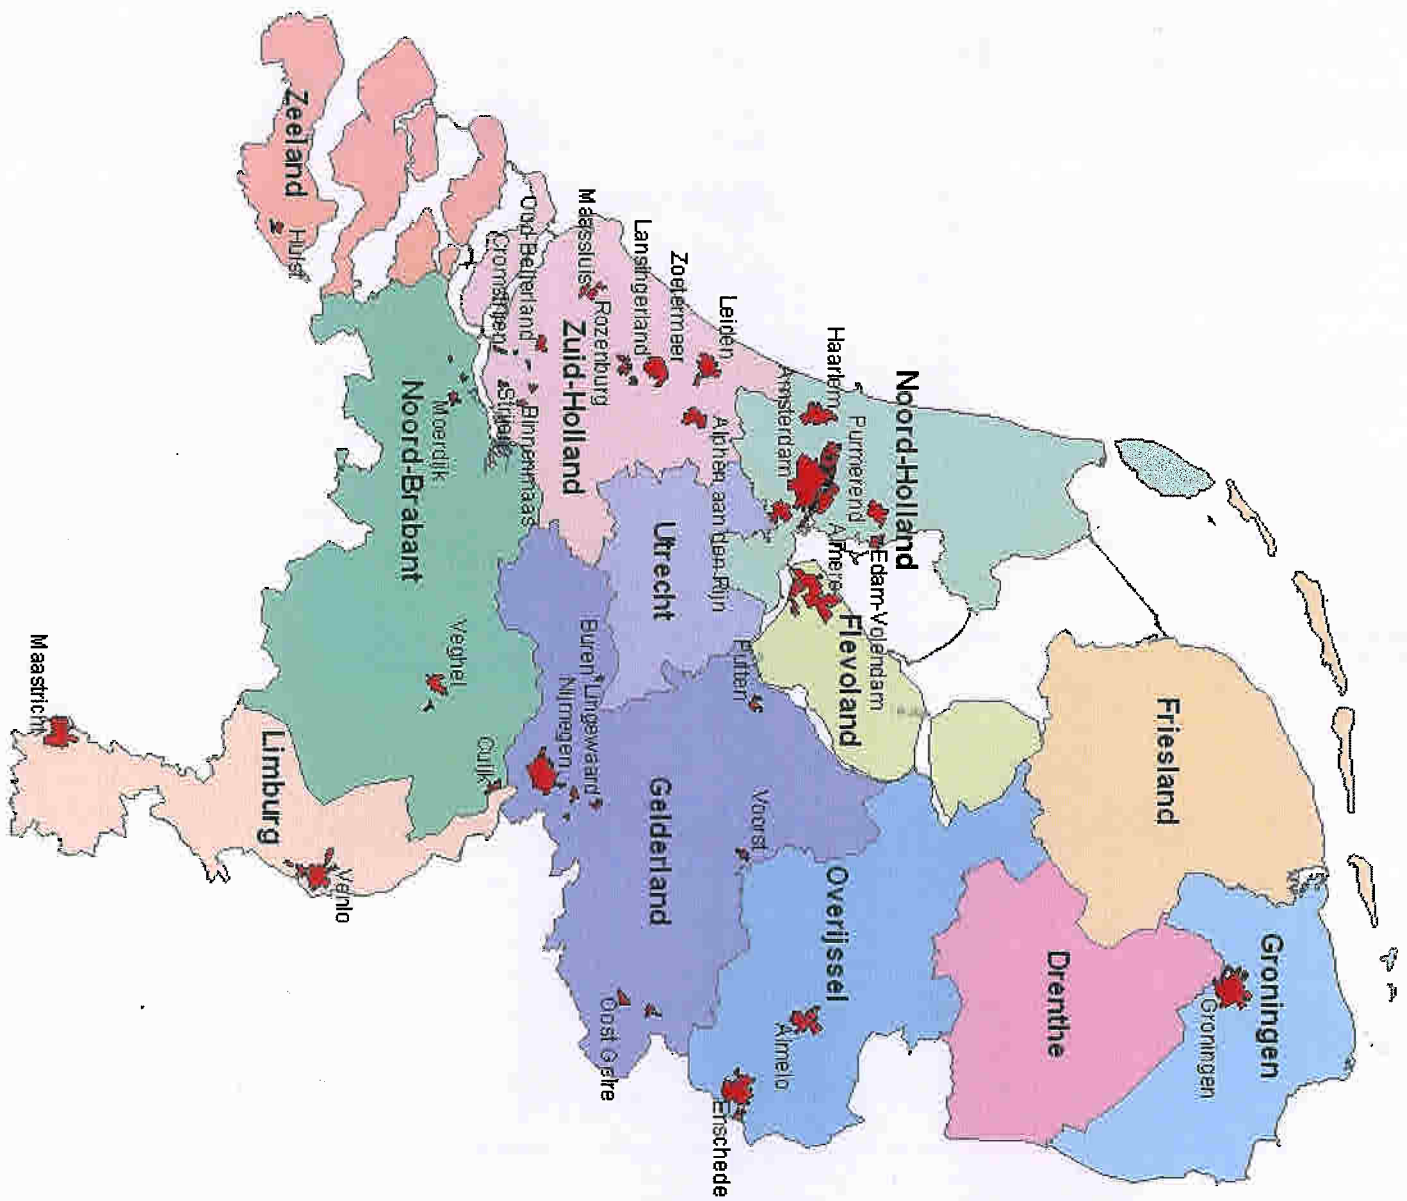 Groningen
Groningen
Friesland
Drenthe
Noord-Holland
Edam-Volendam
Purmerend
Almere
Flevoland
Haarlem
Amsterdam
Overijssel
Almelo
Enschede
Leiden
Alphen aan den Rijn
Putten
Voorst
Zoetermeer
Utrecht
Gelderland
Lansingerland
Rozenburg
Maassluis
Zuid-Holland
Buren
Lingewaard
Nijmegen
Oost Gelre
Oud-Beijerland
Binnenmaas
Cromstrijen
Strijen
Moerdijk
Noord-Brabant
Veghel
Cuijk
Zeeland
Hulst
Limburg
Venlo
Maastricht